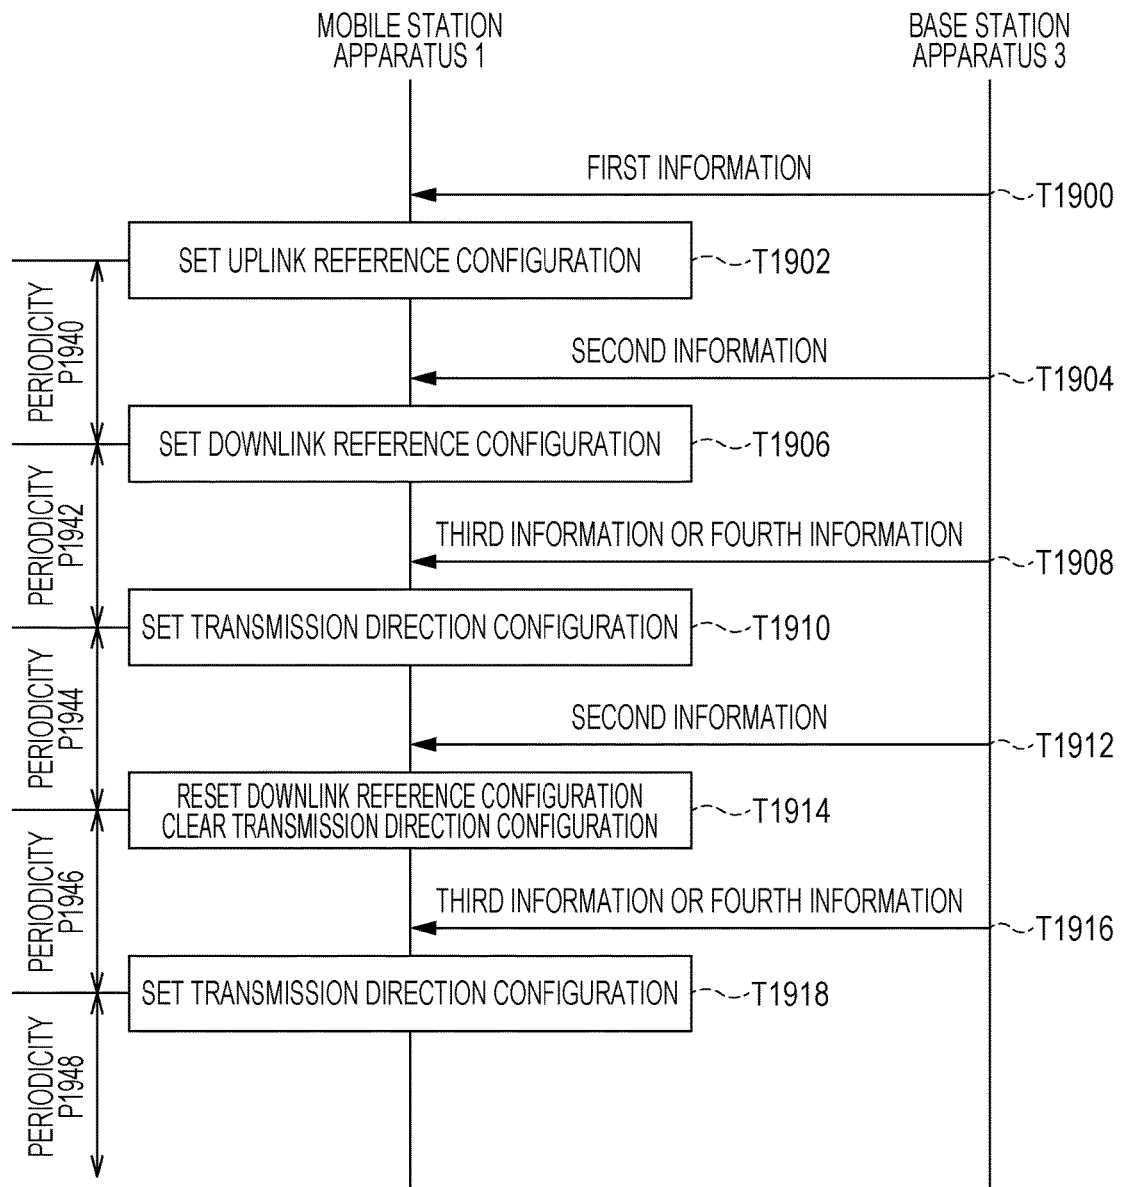 MOBILE STATION
APPARATUS 1
BASE STATION
APPARATUS 3
FIRST INFORMATION
T1900
SET UPLINK REFERENCE CONFIGURATION
T1902
PERIODICITY
P1940
SECOND INFORMATION
T1904
SET DOWNLINK REFERENCE CONFIGURATION
T1906
PERIODICITY
P1942
THIRD INFORMATION OR FOURTH INFORMATION
T1908
SET TRANSMISSION DIRECTION CONFIGURATION
T1910
PERIODICITY
P1944
SECOND INFORMATION
T1912
RESET DOWNLINK REFERENCE CONFIGURATION
CLEAR TRANSMISSION DIRECTION CONFIGURATION
T1914
PERIODICITY
P1946
THIRD INFORMATION OR FOURTH INFORMATION
T1916
SET TRANSMISSION DIRECTION CONFIGURATION
T1918
PERIODICITY
P1948